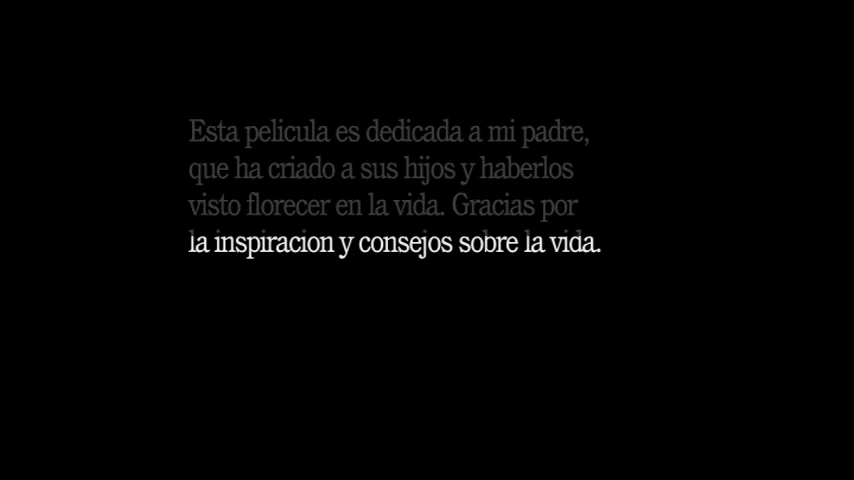 Esta pelicula es dedicada a mi padre,
que ha criado a sus hijos y haberlos
visto florecer en la vida. Gracias por
la inspiracion y consejos sobre la vida.